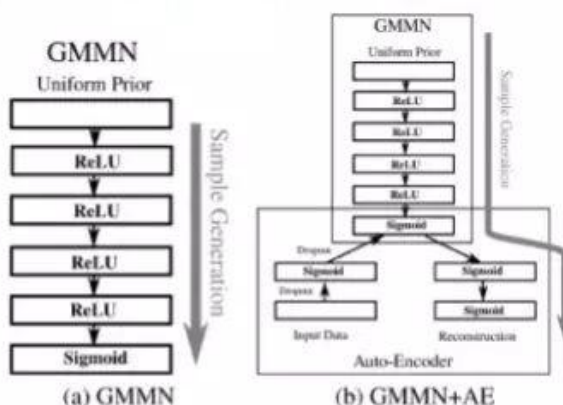 GMMN
Uniform Prior
ReLU
ReLU
ReLU
ReLU
Sigmoid
Sample Generation
(a) GMMN
GMMN
Uniform Prior
ReLU
ReLU
ReLU
ReLU
Sigmoid
Sample Generation
Dropout
Sigmoid
Dropout
Input Data
Sigmoid
Sigmoid
Reconstruction
Auto-Encoder
(b) GMMN+AE